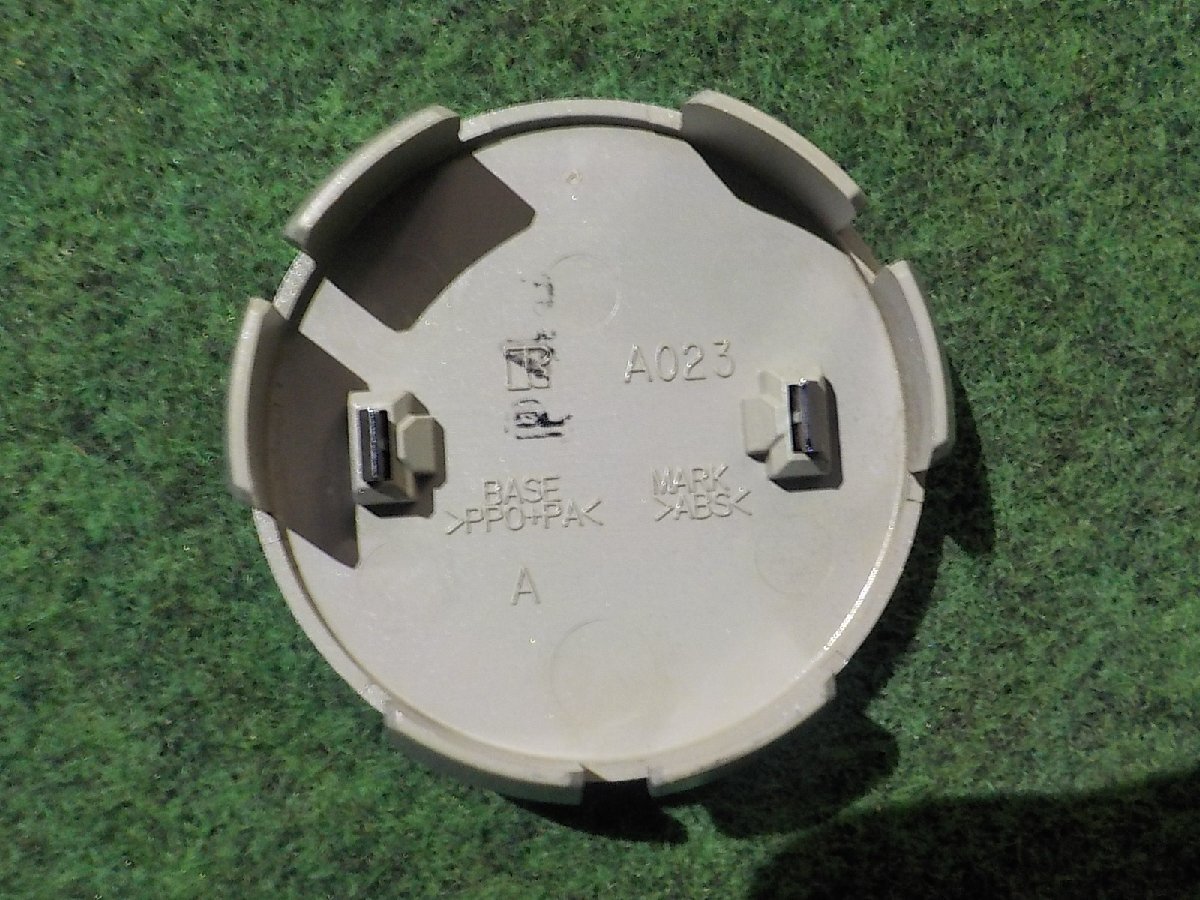 A023
BASE
>PPO+PA<
MARK
>ABS<
A